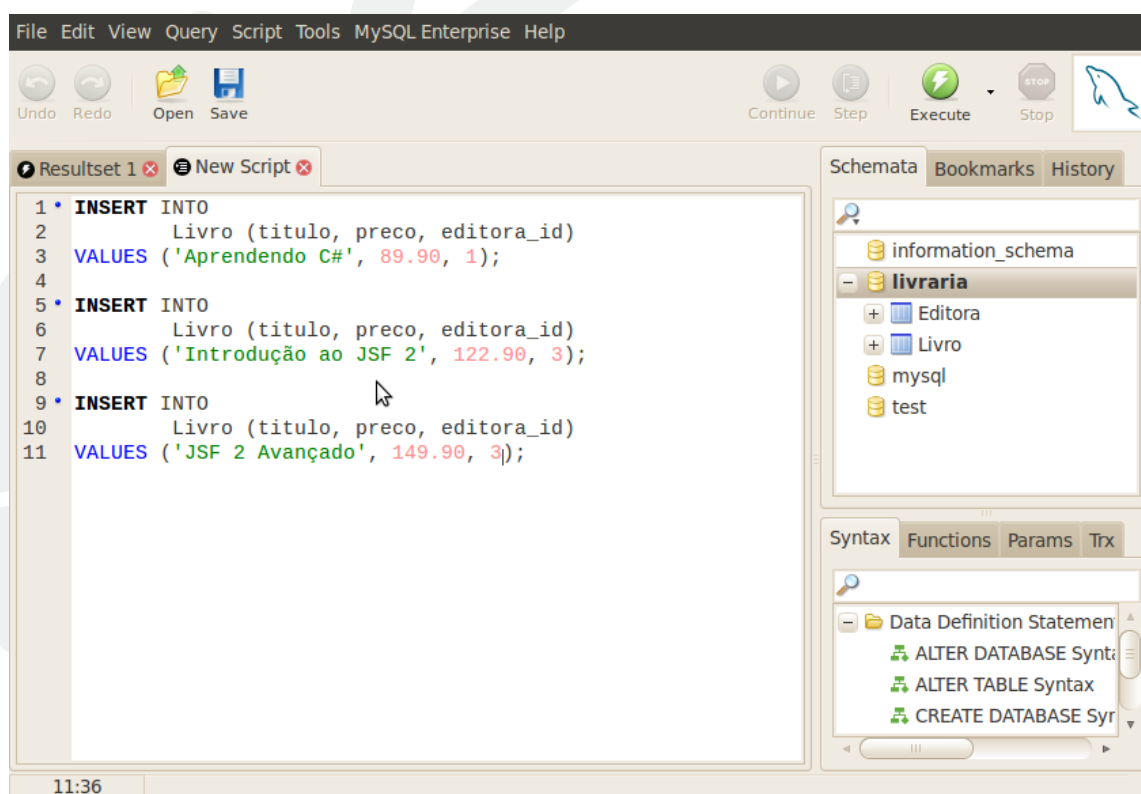 File Edit View Query Script Tools MySQL Enterprise Help
Undo Redo Open Save Continue Step Execute STOP Stop
Resultset 1 New Script
1 INSERT INTO
2 Livro (titulo, preco, editora_id)
3 VALUES ('Aprendendo C#', 89.90, 1);
4
5 INSERT INTO
6 Livro (titulo, preco, editora_id)
7 VALUES ('Introdução ao JSF 2', 122.90, 3);
8
9 INSERT INTO
10 Livro (titulo, preco, editora_id)
11 VALUES ('JSF 2 Avançado', 149.90, 3);
Schemata Bookmarks History
information_schema
livraria
Editora
Livro
mysql
test
Syntax Functions Params Trx
Data Definition Statemen
ALTER DATABASE Synta
ALTER TABLE Syntax
CREATE DATABASE Syr
11:36